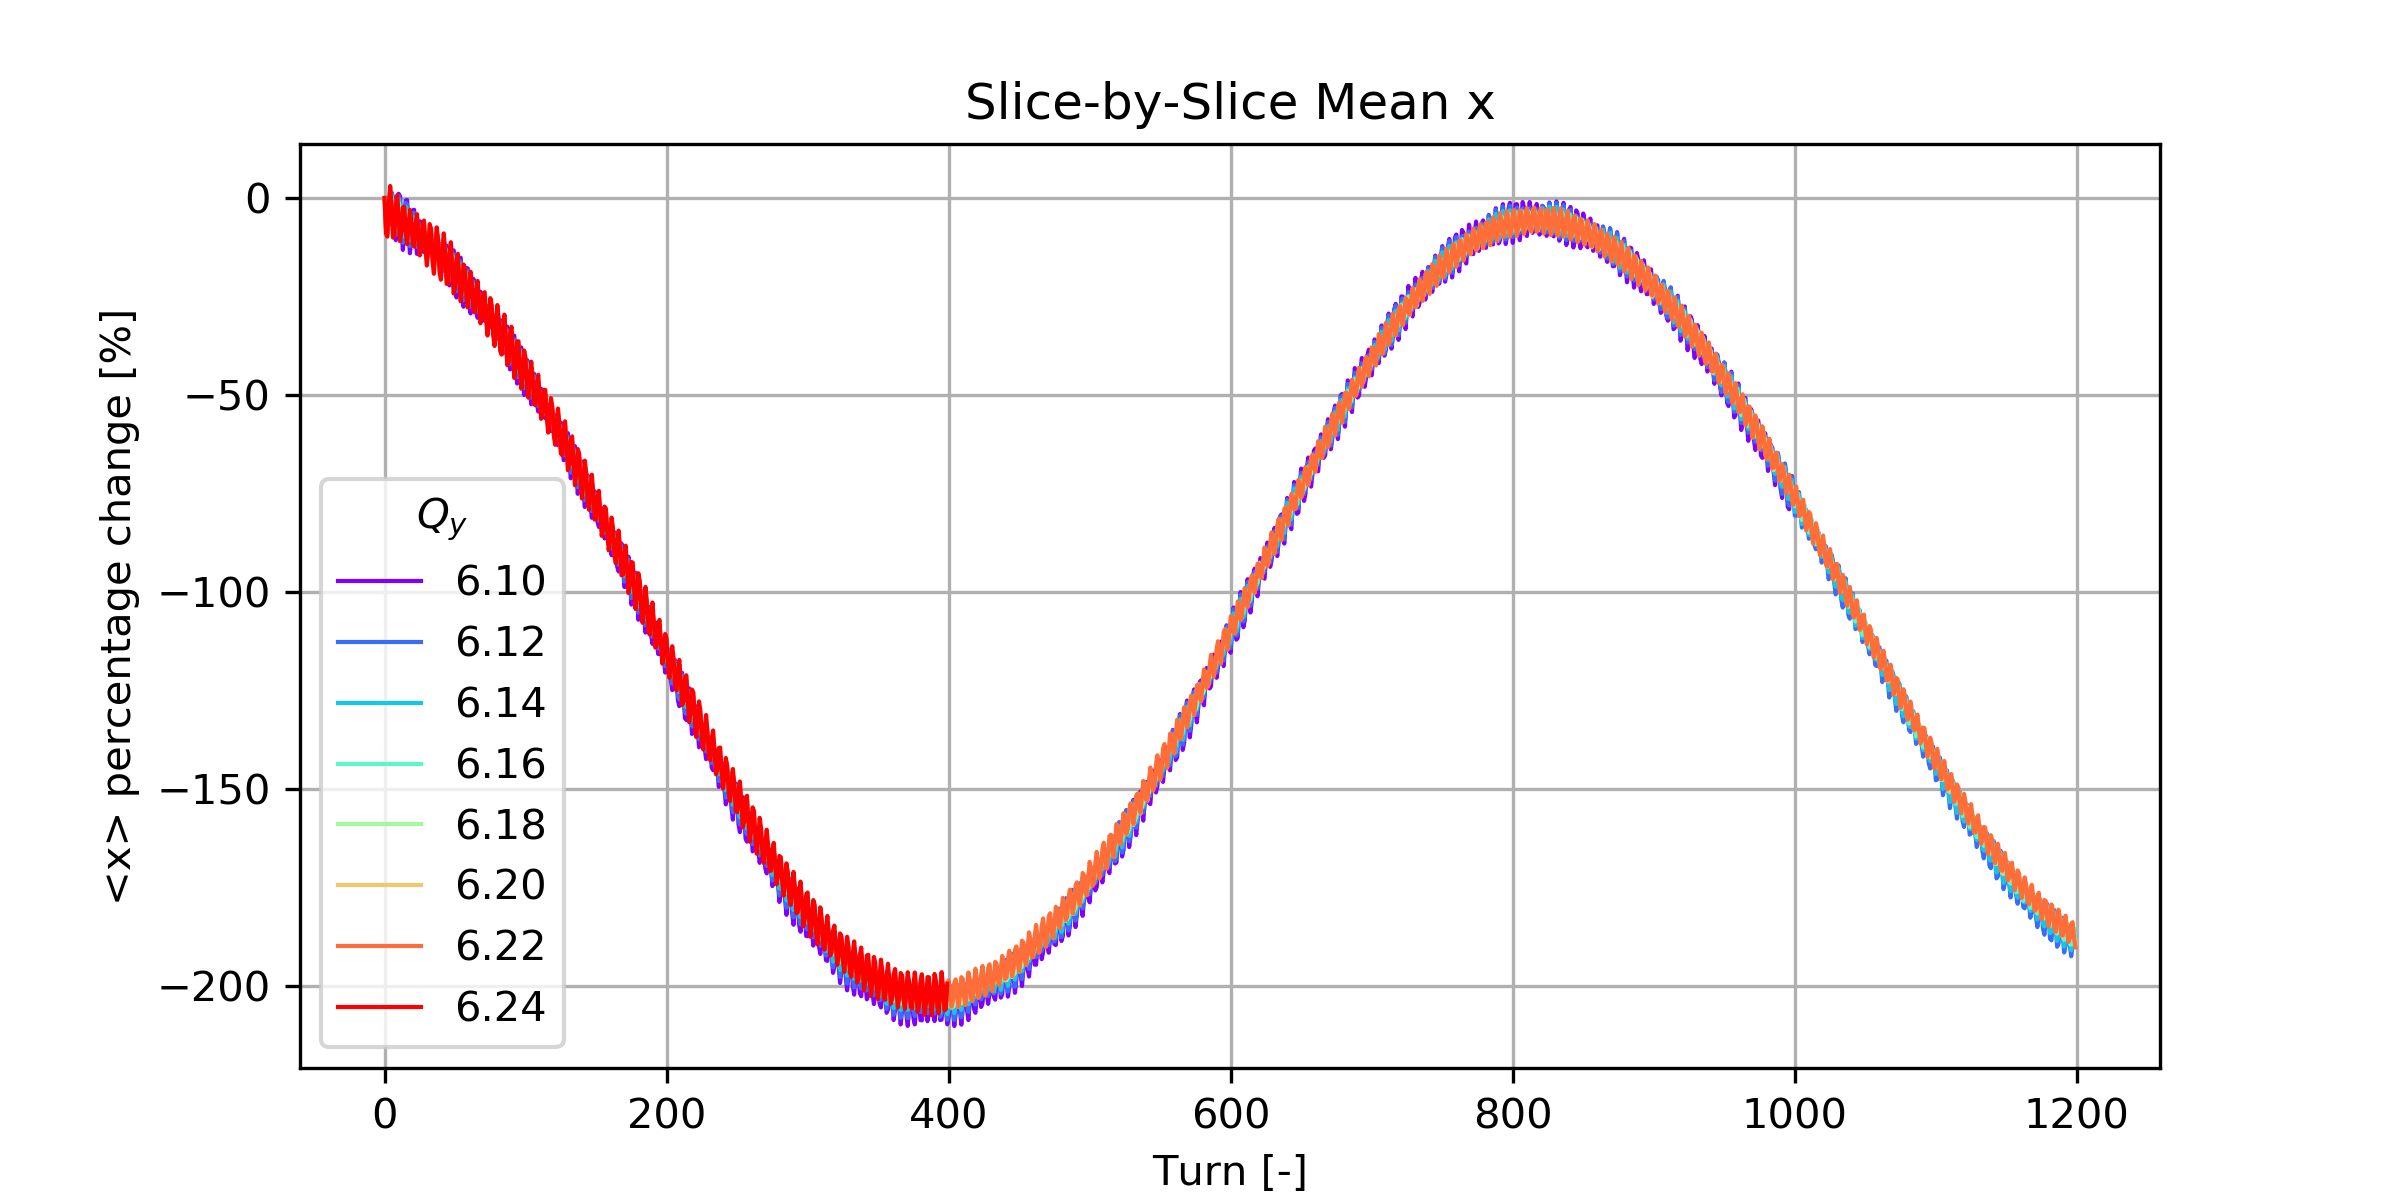 Slice-by-Slice Mean x
<x> percentage change [%]
0
−50
−100
−150
−200
Q_y
6.10
6.12
6.14
6.16
6.18
6.20
6.22
6.24
0 200 400 600 800 1000 1200
Turn [-]